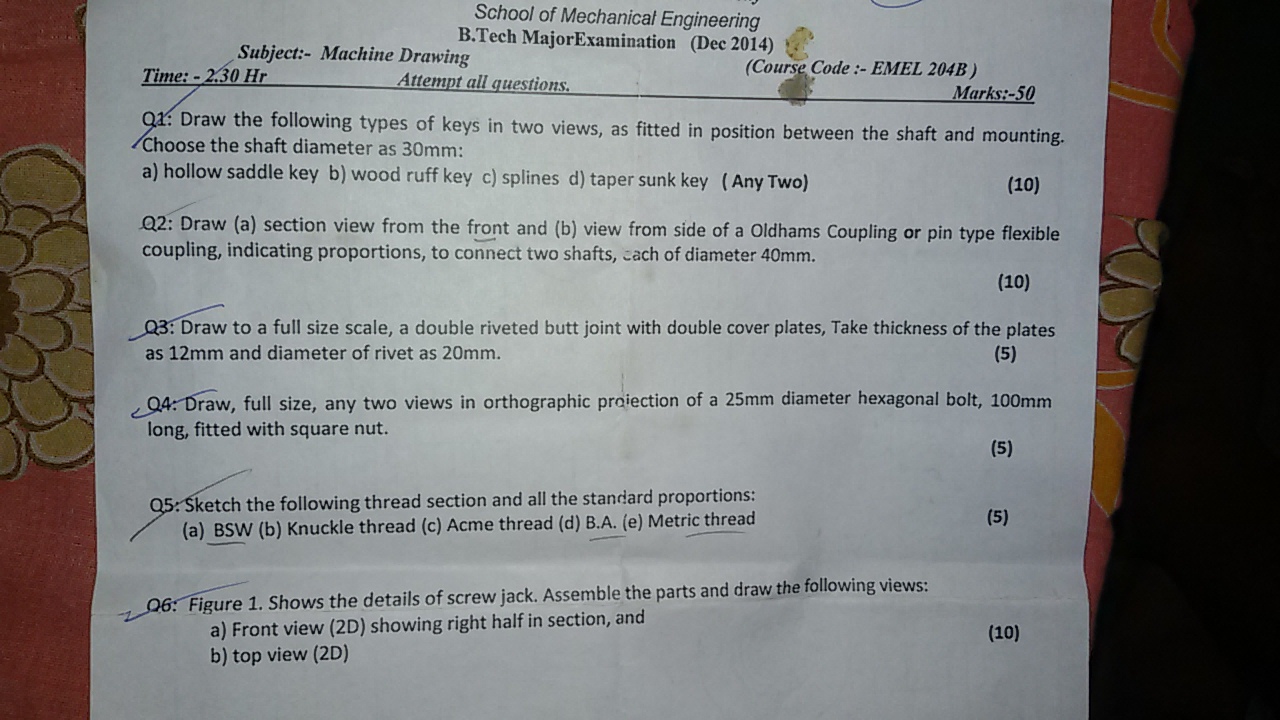 School of Mechanical Engineering
B.Tech MajorExamination (Dec 2014)
Subject:- Machine Drawing
(Course Code :- EMEL 204B )
Time: - 2.30 Hr Attempt all questions. Marks:-50
Q1: Draw the following types of keys in two views, as fitted in position between the shaft and mounting.
Choose the shaft diameter as 30mm:
a) hollow saddle key b) wood ruff key c) splines d) taper sunk key ( Any Two) (10)
Q2: Draw (a) section view from the front and (b) view from side of a Oldhams Coupling or pin type flexible
coupling, indicating proportions, to connect two shafts, each of diameter 40mm.
(10)
Q3: Draw to a full size scale, a double riveted butt joint with double cover plates, Take thickness of the plates
as 12mm and diameter of rivet as 20mm. (5)
Q4: Draw, full size, any two views in orthographic projection of a 25mm diameter hexagonal bolt, 100mm
long, fitted with square nut.
(5)
Q5: Sketch the following thread section and all the standard proportions:
(a) BSW (b) Knuckle thread (c) Acme thread (d) B.A. (e) Metric thread (5)
Q6: Figure 1. Shows the details of screw jack. Assemble the parts and draw the following views:
a) Front view (2D) showing right half in section, and (10)
b) top view (2D)